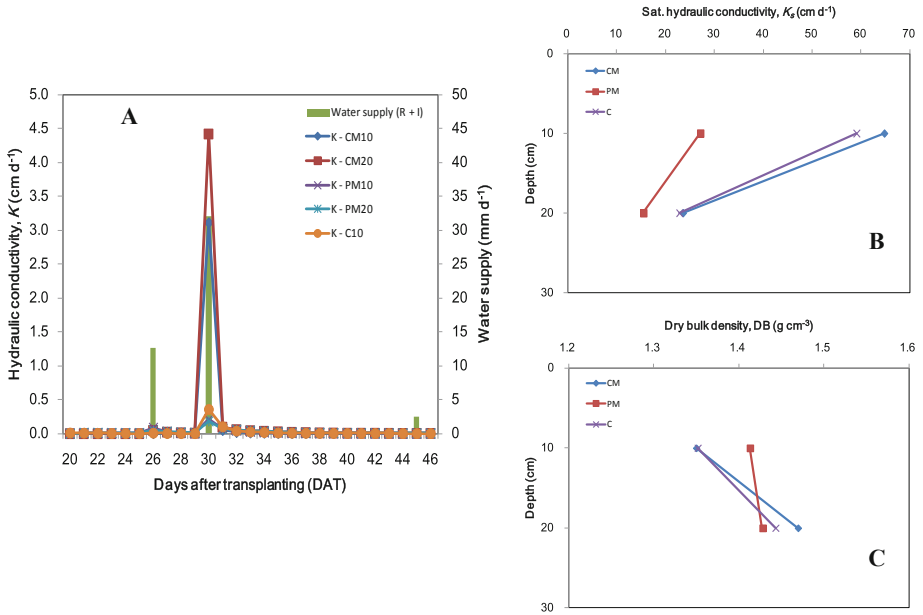 A
Hydraulic conductivity, K (cm d-1)
5.0
4.5
4.0
3.5
3.0
2.5
2.0
1.5
1.0
0.5
0.0
Water supply (R + I)
K - CM10
K - CM20
K - PM10
K - PM20
K - C10
50
45
40
35
30
25
20
15
10
5
0
Water supply (mm d-1)
20 22 24 26 28 30 32 34 36 38 40 42 44 46
Days after transplanting (DAT)
Sat. hydraulic conductivity, Ks (cm d-1)
0 10 20 30 40 50 60 70
0
10
20
30
Depth (cm)
CM
PM
C
B
Dry bulk density, DB (g cm-3)
1.2 1.3 1.4 1.5 1.6
0
10
20
30
Depth (cm)
CM
PM
C
C